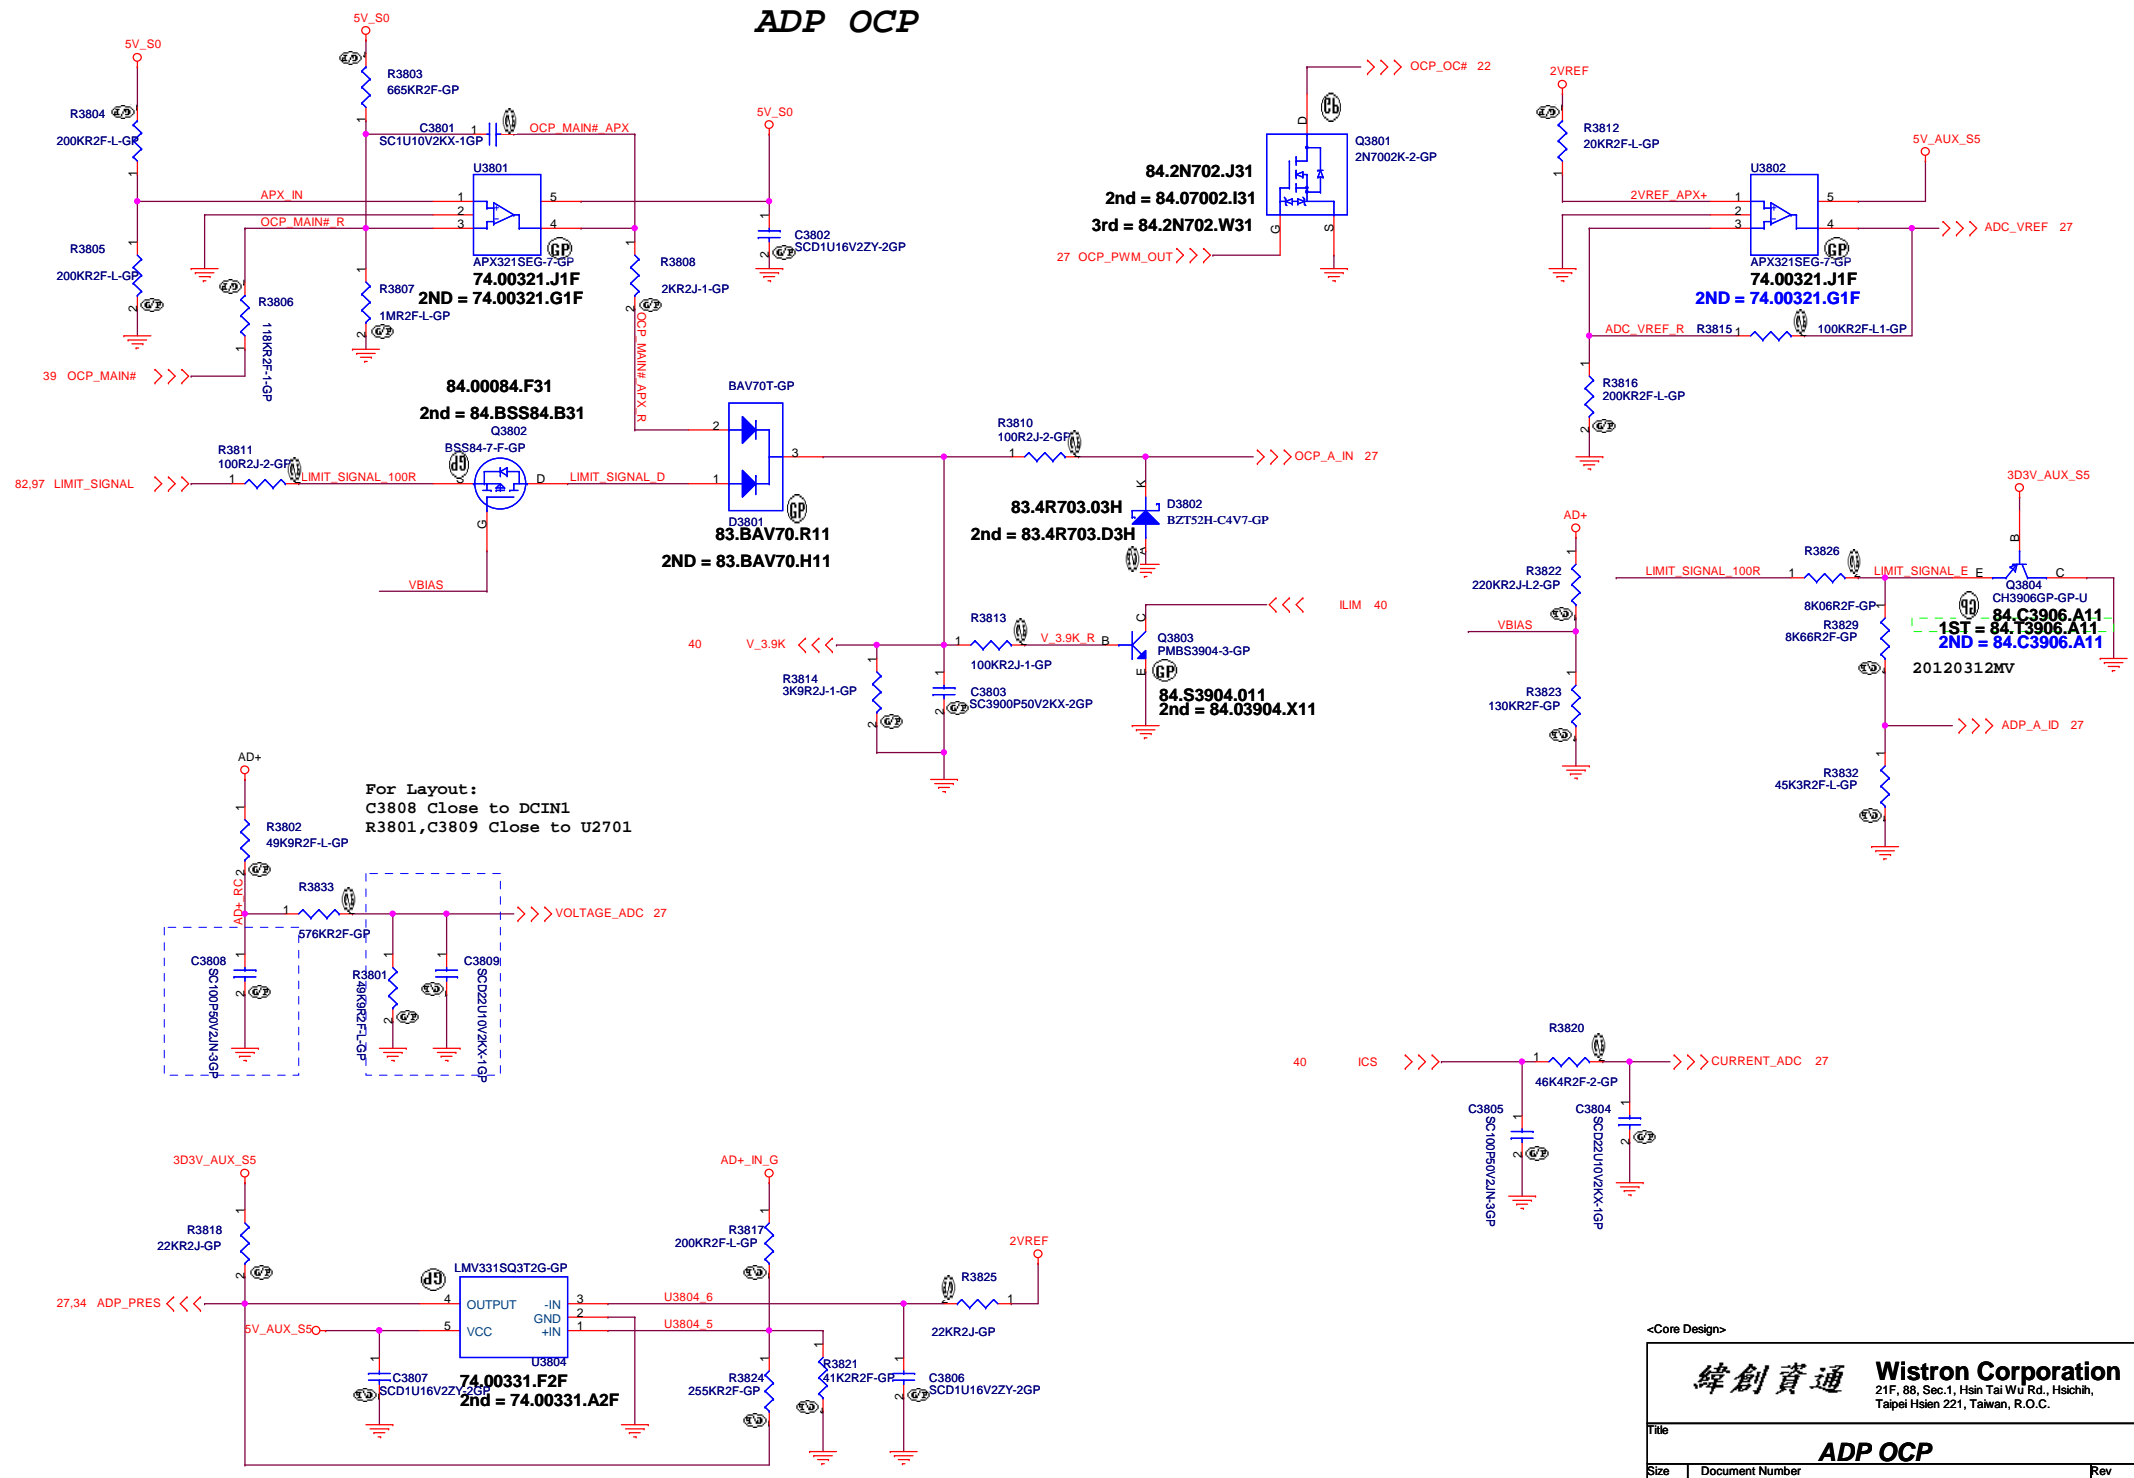 ADP OCP
5V_S0
R3804
200KR2F-L-GP
APX_IN
R3805
200KR2F-L-GP
5V_S0
R3803
665KR2F-GP
C3801
SC1U10V2KX-1GP
OCP_MAIN#_APX
U3801
OCP_MAIN#_R
APX321SEG-7-GP
74.00321.J1F
2ND = 74.00321.G1F
R3806
118KR2F-1-GP
R3807
1MR2F-L-GP
39 OCP_MAIN#
5V_S0
C3802
SCD1U16V2ZY-2GP
R3808
2KR2J-1-GP
OCP_MAIN#_APX_R
OCP_OC# 22
Q3801
2N7002K-2-GP
84.2N702.J31
2nd = 84.07002.I31
3rd = 84.2N702.W31
27 OCP_PWM_OUT
D
G
S
2VREF
R3812
20KR2F-L-GP
5V_AUX_S5
U3802
2VREF_APX+
ADC_VREF 27
APX321SEG-7-GP
74.00321.J1F
2ND = 74.00321.G1F
ADC_VREF_R
R3815
100KR2F-L1-GP
R3816
200KR2F-L-GP
84.00084.F31
2nd = 84.BSS84.B31
Q3802
BSS84-7-F-GP
R3811
100R2J-2-GP
82,97 LIMIT_SIGNAL
LIMIT_SIGNAL_100R
S
D
G
LIMIT_SIGNAL_D
VBIAS
BAV70T-GP
D3801
83.BAV70.R11
2ND = 83.BAV70.H11
R3810
100R2J-2-GP
OCP_A_IN 27
83.4R703.03H
2nd = 83.4R703.D3H
K
A
D3802
BZT52H-C4V7-GP
ILIM 40
R3813
100KR2J-1-GP
V_3.9K_R
B
C
E
Q3803
PMBS3904-3-GP
84.S3904.011
2nd = 84.03904.X11
40 V_3.9K
R3814
3K9R2J-1-GP
C3803
SC3900P50V2KX-2GP
AD+
R3822
220KR2J-L2-GP
VBIAS
R3823
130KR2F-GP
3D3V_AUX_S5
LIMIT_SIGNAL_100R
R3826
8K06R2F-GP
LIMIT_SIGNAL_E
E
B
C
Q3804
CH3906GP-GP-U
84.C3906.A11
1ST = 84.T3906.A11
2ND = 84.C3906.A11
20120312MV
R3829
8K66R2F-GP
ADP_A_ID 27
R3832
45K3R2F-L-GP
AD+
R3802
49K9R2F-L-GP
AD+_RC
For Layout:
C3808 Close to DCIN1
R3801,C3809 Close to U2701
R3833
576KR2F-GP
VOLTAGE_ADC 27
C3808
SC100P50V2JN-3GP
R3801
49K9R2F-L-GP
C3809
SCD22U10V2KX-1GP
40 ICS
R3820
46K4R2F-2-GP
CURRENT_ADC 27
C3805
SC100P50V2JN-3GP
C3804
SCD22U10V2KX-1GP
3D3V_AUX_S5
R3818
22KR2J-GP
27,34 ADP_PRES
5V_AUX_S5
C3807
SCD1U16V2ZY-2GP
LMV331SQ3T2G-GP
4 OUTPUT -IN 3
GND 2
5 VCC +IN 1
U3804
74.00331.F2F
2nd = 74.00331.A2F
AD+_IN_G
R3817
200KR2F-L-GP
U3804_6
U3804_5
R3824
255KR2F-GP
R3821
41K2R2F-GP
2VREF
R3825
22KR2J-GP
C3806
SCD1U16V2ZY-2GP
<Core Design>
緯創資通
Wistron Corporation
21F, 88, Sec.1, Hsin Tai Wu Rd., Hsichih,
Taipei Hsien 221, Taiwan, R.O.C.
Title
ADP OCP
Size Document Number Rev